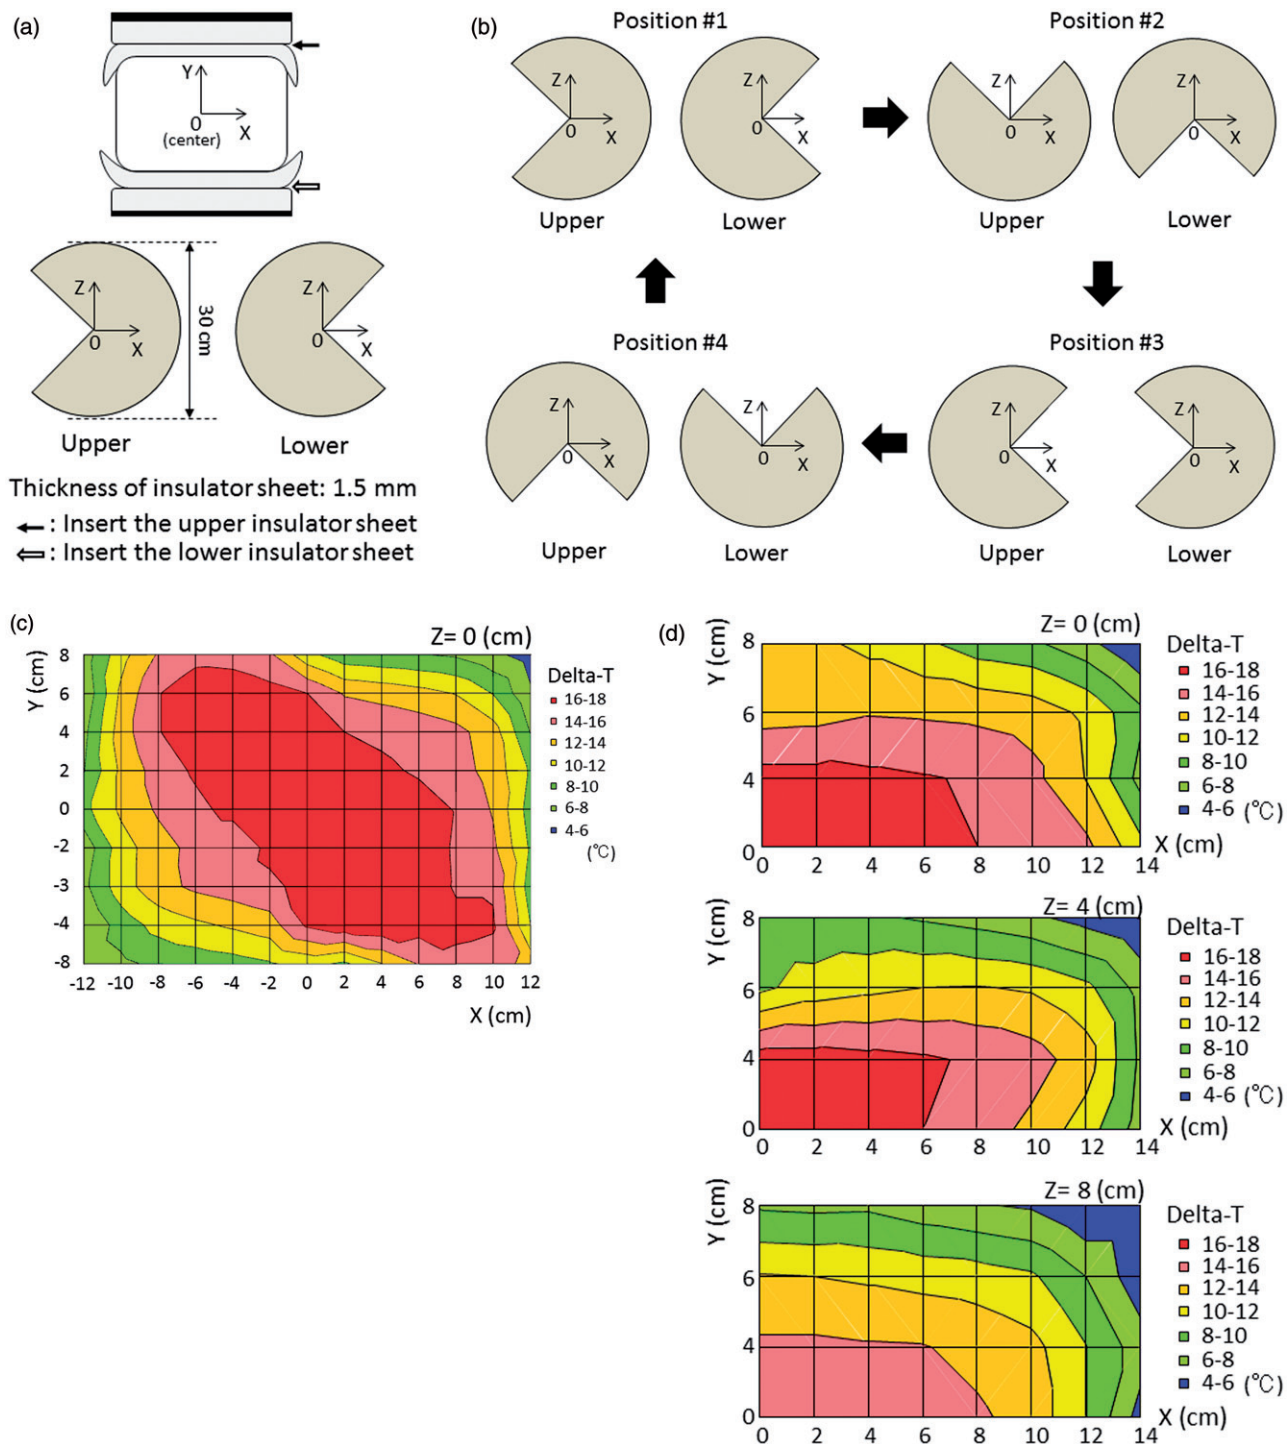 (a)
Y
0
(center)
X
Z
0
X
Upper
30 cm
Z
0
X
Lower
Thickness of insulator sheet: 1.5 mm
: Insert the upper insulator sheet
: Insert the lower insulator sheet
(b)
Position #1
Z
0
X
Upper
Z
0
X
Lower
Position #2
Z
0
X
Upper
Z
0
X
Lower
Position #4
Z
0
X
Upper
Z
0
X
Lower
Position #3
Z
0
X
Upper
Z
0
X
Lower
(c)
Z= 0 (cm)
Y (cm)
8
6
4
2
0
-2
-3
-4
-8
-12 -10 -8 -6 -4 -2 0 2 4 6 8 10 12
X (cm)
Delta-T
16-18
14-16
12-14
10-12
8-10
6-8
4-6
(℃)
(d)
Z= 0 (cm)
Y (cm)
8
6
4
0
0 2 4 6 8 10 12 14
X (cm)
Delta-T
16-18
14-16
12-14
10-12
8-10
6-8
4-6 (℃)
Z= 4 (cm)
Y (cm)
8
6
4
0
0 2 4 6 8 10 12 14
X (cm)
Delta-T
16-18
14-16
12-14
10-12
8-10
6-8
4-6 (℃)
Z= 8 (cm)
Y (cm)
8
6
4
0
0 2 4 6 8 10 12 14
X (cm)
Delta-T
16-18
14-16
12-14
10-12
8-10
6-8
4-6 (℃)